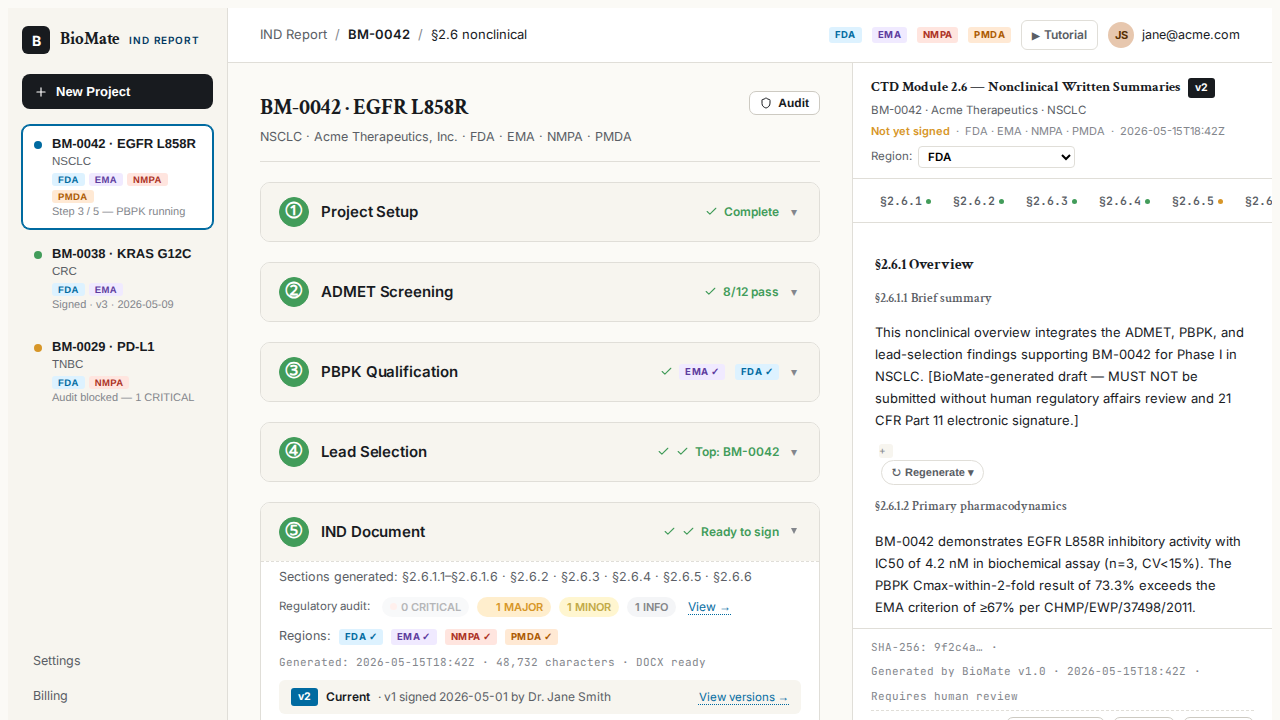 B BioMate IND REPORT
+ New Project
BM-0042 · EGFR L858R
NSCLC
FDA EMA NMPA
PMDA
Step 3 / 5 — PBPK running
BM-0038 · KRAS G12C
CRC
FDA EMA
Signed · v3 · 2026-05-09
BM-0029 · PD-L1
TNBC
FDA NMPA
Audit blocked — 1 CRITICAL
Settings
Billing
IND Report / BM-0042 / §2.6 nonclinical
FDA EMA NMPA PMDA ▶ Tutorial JS jane@acme.com
BM-0042 · EGFR L858R
Audit
NSCLC · Acme Therapeutics, Inc. · FDA · EMA · NMPA · PMDA
① Project Setup ✓ Complete ▼
② ADMET Screening ✓ 8/12 pass ▼
③ PBPK Qualification ✓ EMA ✓ FDA ✓ ▼
④ Lead Selection ✓ ✓ Top: BM-0042 ▼
⑤ IND Document ✓ ✓ Ready to sign ▼
Sections generated: §2.6.1.1–§2.6.1.6 · §2.6.2 · §2.6.3 · §2.6.4 · §2.6.5 · §2.6.6
Regulatory audit: 0 CRITICAL 1 MAJOR 1 MINOR 1 INFO View →
Regions: FDA ✓ EMA ✓ NMPA ✓ PMDA ✓
Generated: 2026-05-15T18:42Z · 48,732 characters · DOCX ready
v2 Current · v1 signed 2026-05-01 by Dr. Jane Smith View versions →
CTD Module 2.6 — Nonclinical Written Summaries v2
BM-0042 · Acme Therapeutics · NSCLC
Not yet signed · FDA · EMA · NMPA · PMDA · 2026-05-15T18:42Z
Region: FDA
§2.6.1 §2.6.2 §2.6.3 §2.6.4 §2.6.5 §2.6
§2.6.1 Overview
§2.6.1.1 Brief summary
This nonclinical overview integrates the ADMET, PBPK, and
lead-selection findings supporting BM-0042 for Phase I in
NSCLC. [BioMate-generated draft — MUST NOT be
submitted without human regulatory affairs review and 21
CFR Part 11 electronic signature.]
+
↻ Regenerate ▾
§2.6.1.2 Primary pharmacodynamics
BM-0042 demonstrates EGFR L858R inhibitory activity with
IC50 of 4.2 nM in biochemical assay (n=3, CV<15%). The
PBPK Cmax-within-2-fold result of 73.3% exceeds the
EMA criterion of ≥67% per CHMP/EWP/37498/2011.
SHA-256: 9f2c4a… ·
Generated by BioMate v1.0 · 2026-05-15T18:42Z ·
Requires human review